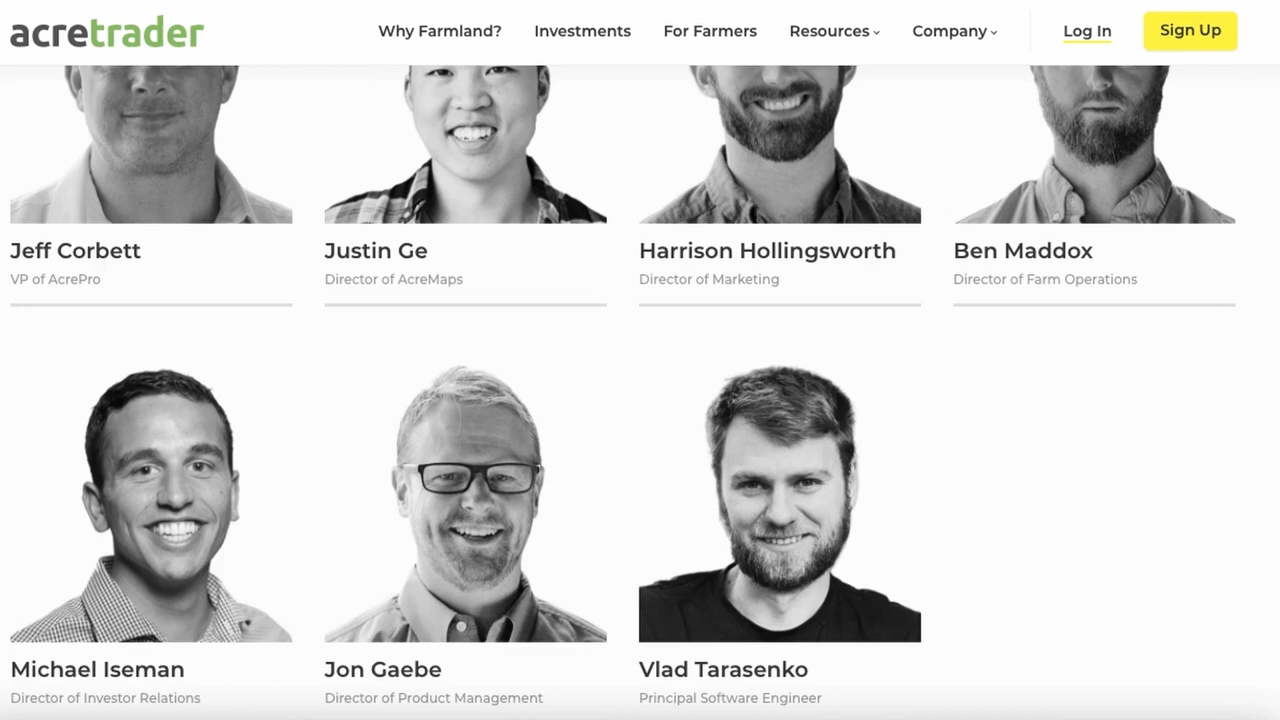 acretrader Why Farmland? Investments For Farmers Resources Company Log In Sign Up
Jeff Corbett Justin Ge Harrison Hollingsworth Ben Maddox
VP of AcrePro Director of AcreMaps Director of Marketing Director of Farm Operations
Michael Iseman Jon Gaebe Vlad Tarasenko
Director of Investor Relations Director of Product Management Principal Software Engineer